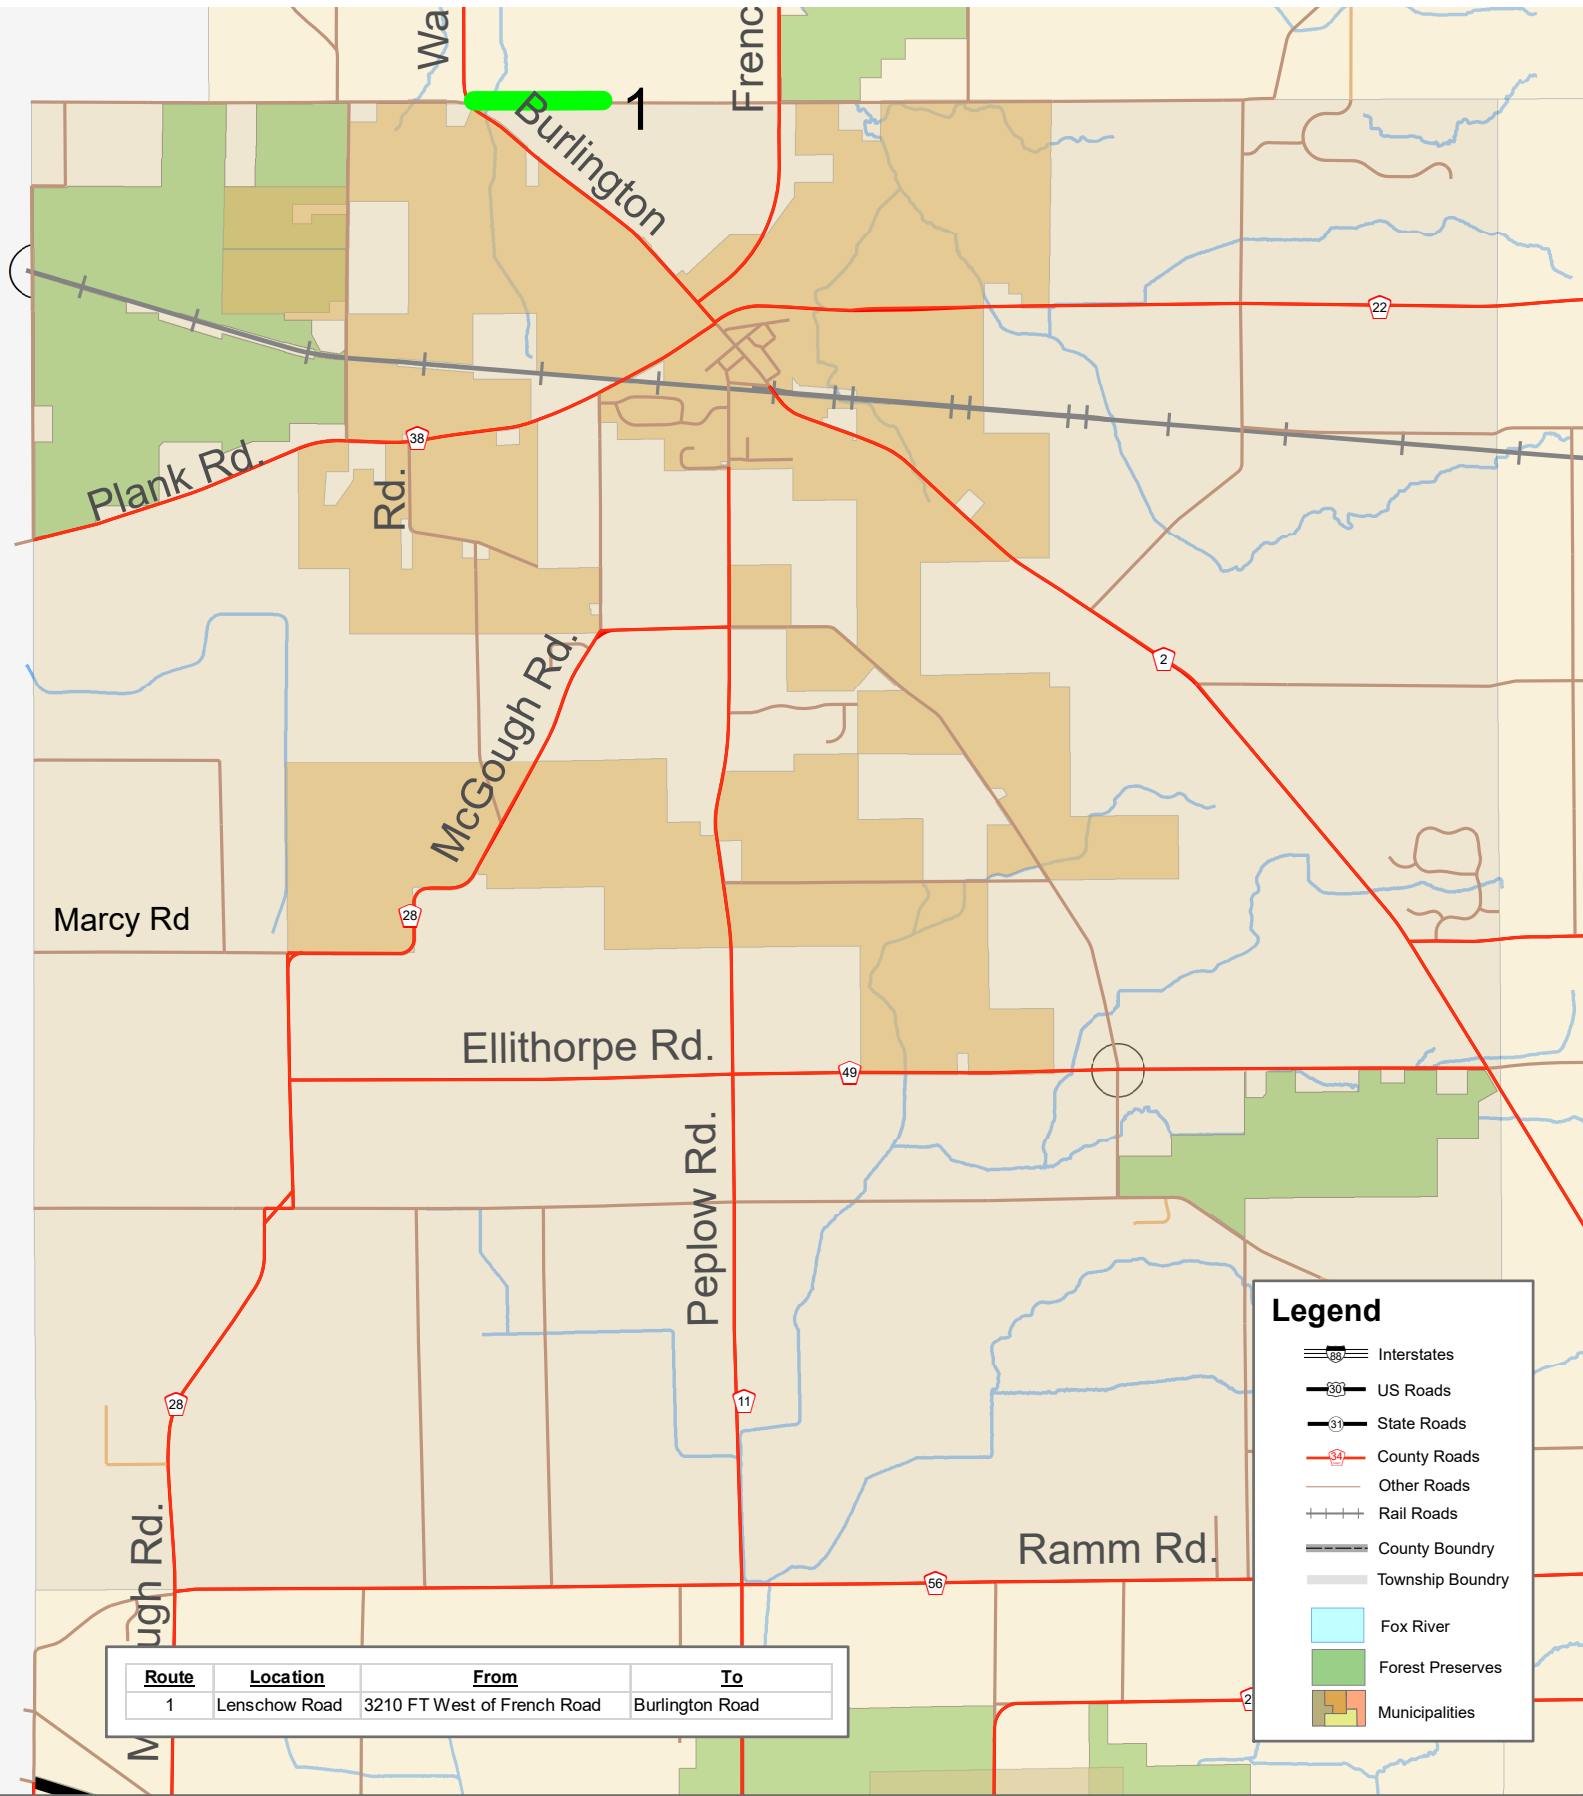 Wa
Frenc
1
Burlington
22
38
Plank Rd.
Rd.
2
McGough Rd.
28
Marcy Rd
Ellithorpe Rd.
49
Peplow Rd.
28
11
Ramm Rd.
56
ugh Rd.
M
2
Legend
88 Interstates
30 US Roads
31 State Roads
34 County Roads
Other Roads
Rail Roads
County Boundry
Township Boundry
Fox River
Forest Preserves
Municipalities
Route Location From To
1 Lenschow Road 3210 FT West of French Road Burlington Road